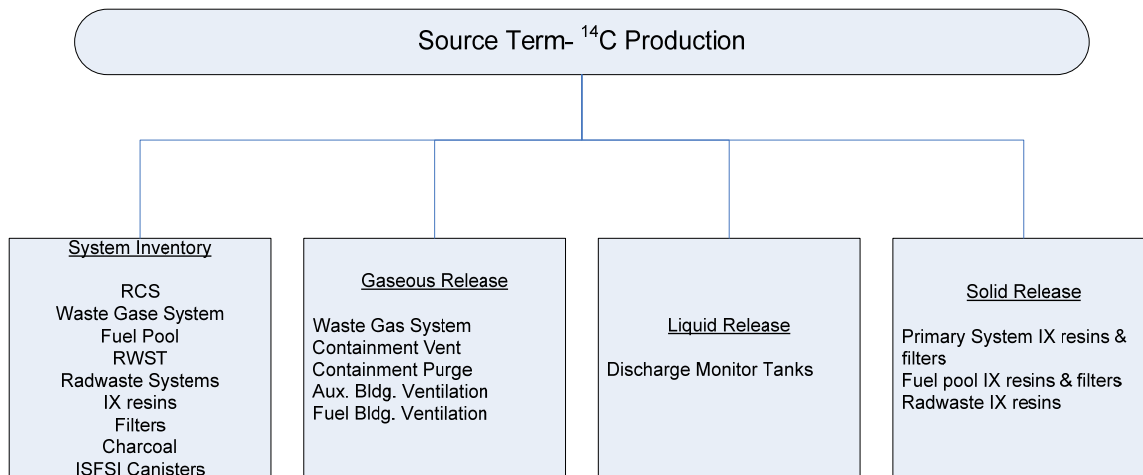 Source Term- ¹⁴C Production
System Inventory
RCS
Waste Gase System
Fuel Pool
RWST
Radwaste Systems
IX resins
Filters
Charcoal
ISFSI Canisters
Gaseous Release
Waste Gas System
Containment Vent
Containment Purge
Aux. Bldg. Ventilation
Fuel Bldg. Ventilation
Liquid Release
Discharge Monitor Tanks
Solid Release
Primary System IX resins &
filters
Fuel pool IX resins & filters
Radwaste IX resins